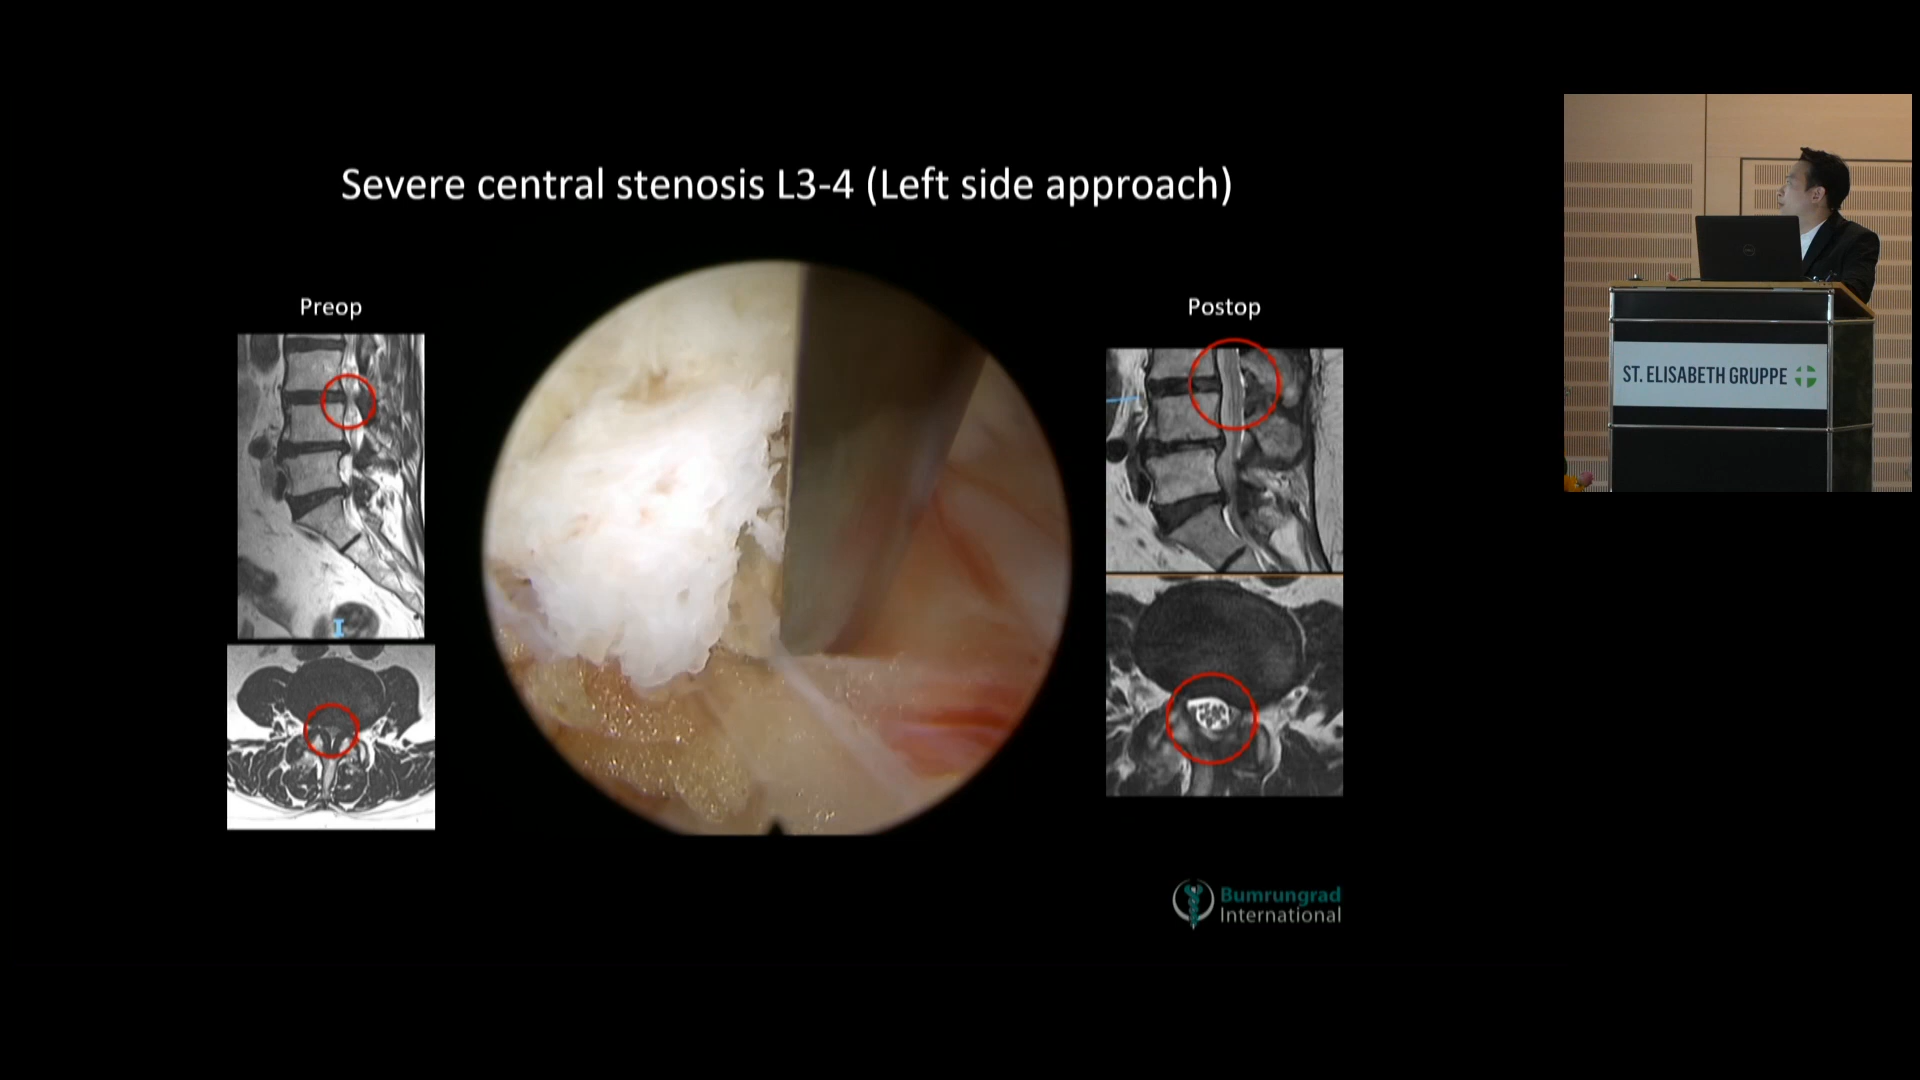 Severe central stenosis L3-4 (Left side approach)
Preop
Postop
Bumrungrad
International
ST. ELISABETH GRUPPE